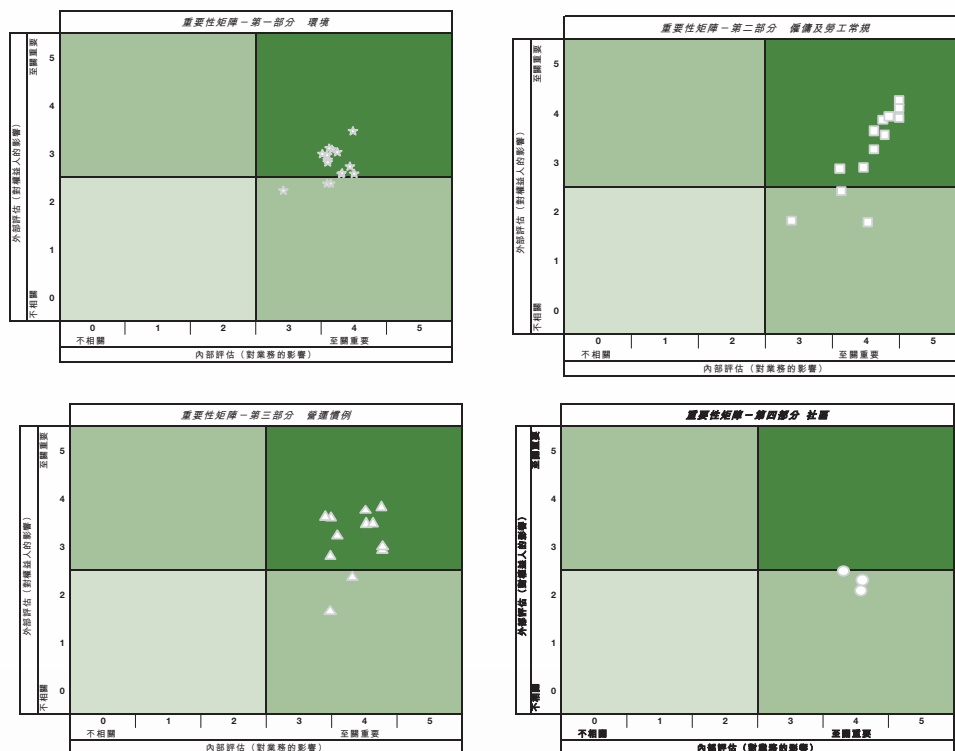 重要性矩陣－第一部分　環境
外部評估（對權益人的影響）
至關重要
不相關
5
4
3
2
1
0
0 1 2 3 4 5
不相關 至關重要
內部評估（對業務的影響）
重要性矩陣－第二部分　僱傭及勞工常規
外部評估（對權益人的影響）
至關重要
不相關
5
4
3
2
1
0
0 1 2 3 4 5
不相關 至關重要
內部評估（對業務的影響）
重要性矩陣－第三部分　營運慣例
外部評估（對權益人的影響）
至關重要
不相關
5
4
3
2
1
0
0 1 2 3 4 5
不相關 至關重要
內部評估（對業務的影響）
重要性矩陣－第四部分 社區
外部評估（對權益人的影響）
至關重要
不相關
5
4
3
2
1
0
0 1 2 3 4 5
不相關 至關重要
內部評估（對業務的影響）